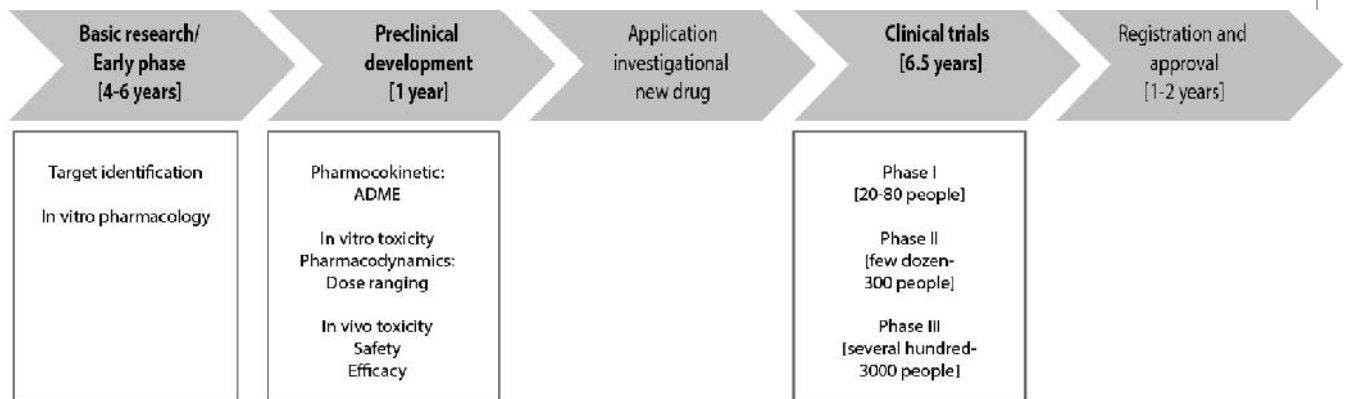 Basic research/
Early phase
[4-6 years]
Preclinical
development
[1 year]
Application
investigational
new drug
Clinical trials
[6.5 years]
Registration and
approval
[1-2 years]
Target identification
In vitro pharmacology
Pharmocokinetic:
ADME
In vitro toxicity
Pharmacodynamics:
Dose ranging
In vivo toxicity
Safety
Efficacy
Phase I
[20-80 people]
Phase II
[few dozen-
300 people]
Phase III
[several hundred-
3000 people]